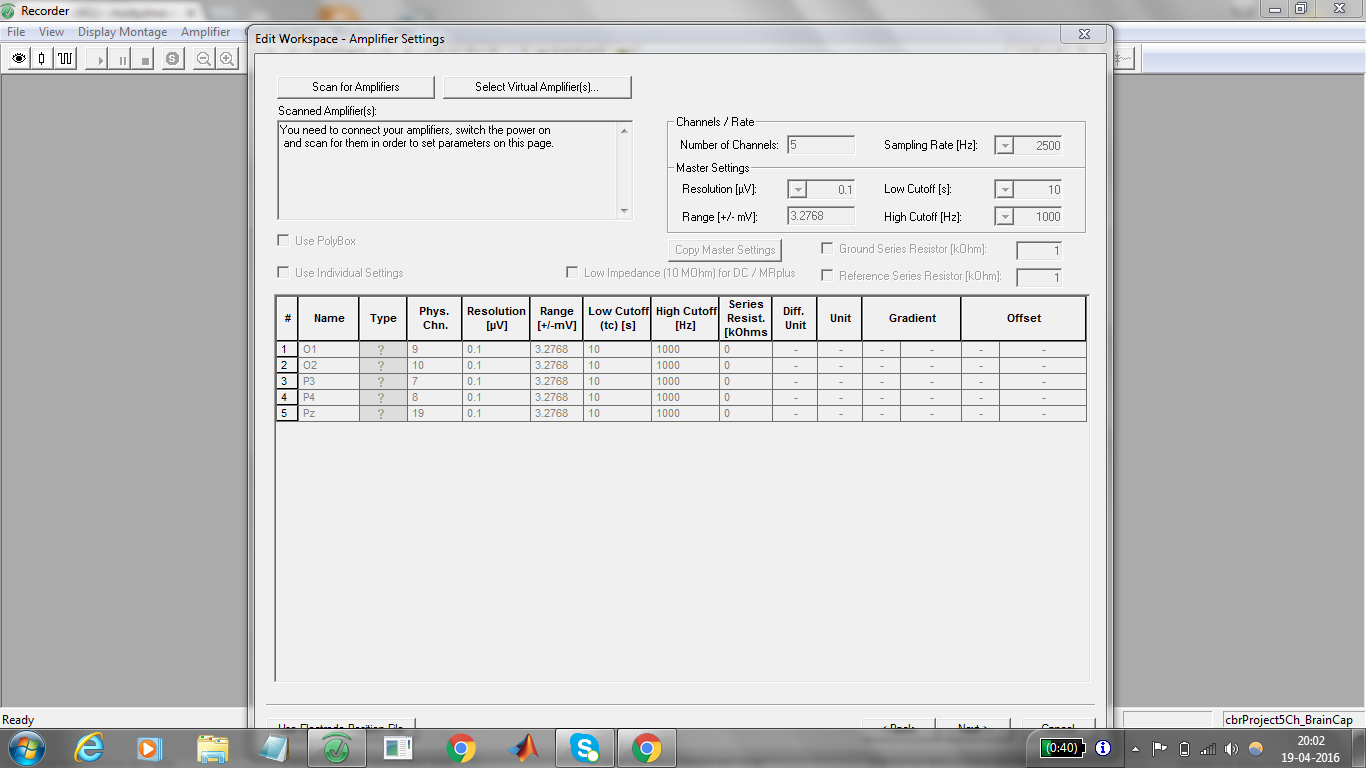 Recorder
File View Display Montage Amplifier
Edit Workspace - Amplifier Settings
Scan for Amplifiers Select Virtual Amplifier(s)...
Scanned Amplifier(s):
You need to connect your amplifiers, switch the power on
and scan for them in order to set parameters on this page.
Channels / Rate
Number of Channels: 5 Sampling Rate [Hz]: 2500
Master Settings
Resolution [µV]: 0.1 Low Cutoff [s]: 10
Range [+/- mV]: 3.2768 High Cutoff [Hz]: 1000
Use PolyBox
Copy Master Settings Ground Series Resistor [kOhm]: 1
Use Individual Settings Low Impedance (10 MOhm) for DC / MRplus Reference Series Resistor [kOhm]: 1
# Name Type Phys. Chn. Resolution [µV] Range [+/-mV] Low Cutoff (tc) [s] High Cutoff [Hz] Series Resist. [kOhms Diff. Unit Unit Gradient Offset
1 O1 ? 9 0.1 3.2768 10 1000 0 - - - - - -
2 O2 ? 10 0.1 3.2768 10 1000 0 - - - - - -
3 P3 ? 7 0.1 3.2768 10 1000 0 - - - - - -
4 P4 ? 8 0.1 3.2768 10 1000 0 - - - - - -
5 Pz ? 19 0.1 3.2768 10 1000 0 - - - - - -
Use Electrode Position File < Back Next > Cancel
Ready cbrProject5Ch_BrainCap
(0:40) 20:02
19-04-2016